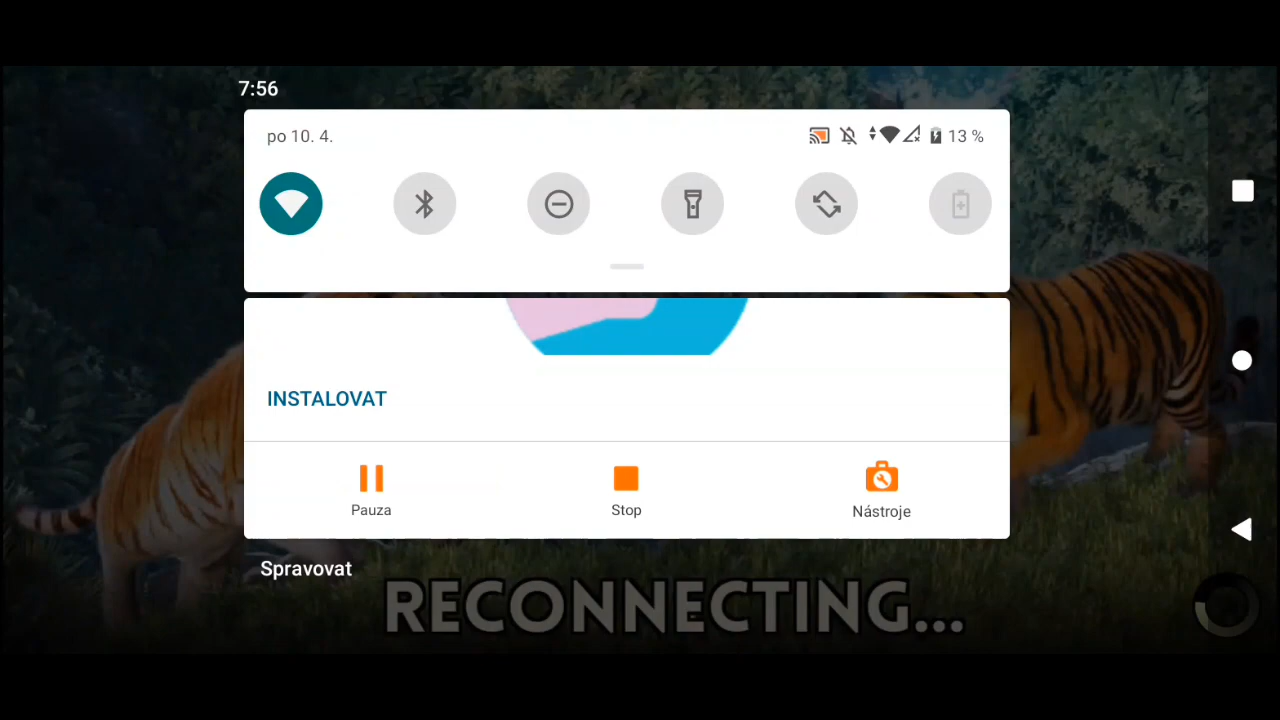 7:56
po 10. 4.
13 %
INSTALOVAT
Pauza
Stop
Nástroje
Spravovat
RECONNECTING...